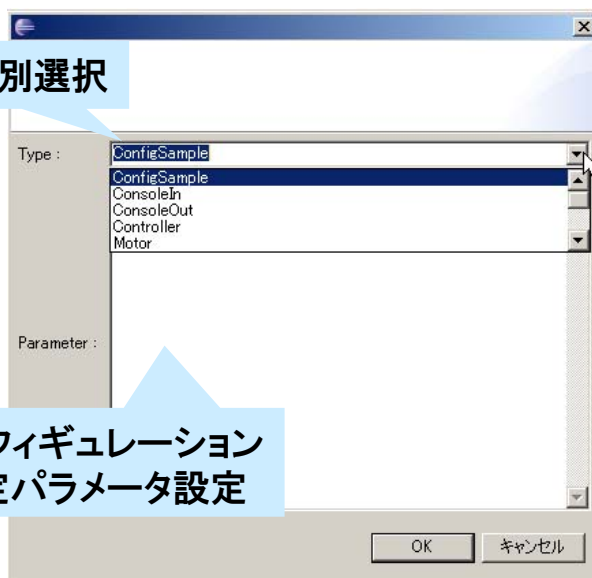 別選択
Type :
ConfigSample
ConfigSample
ConsoleIn
ConsoleOut
Controller
Motor
Parameter :
フィギュレーション
定パラメータ設定
OK
キャンセル